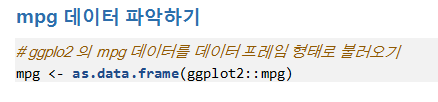 mpg 데이터 파악하기
# ggplo2 의 mpg 데이터를 데이터 프레임 형태로 불러오기
mpg <- as.data.frame(ggplot2::mpg)